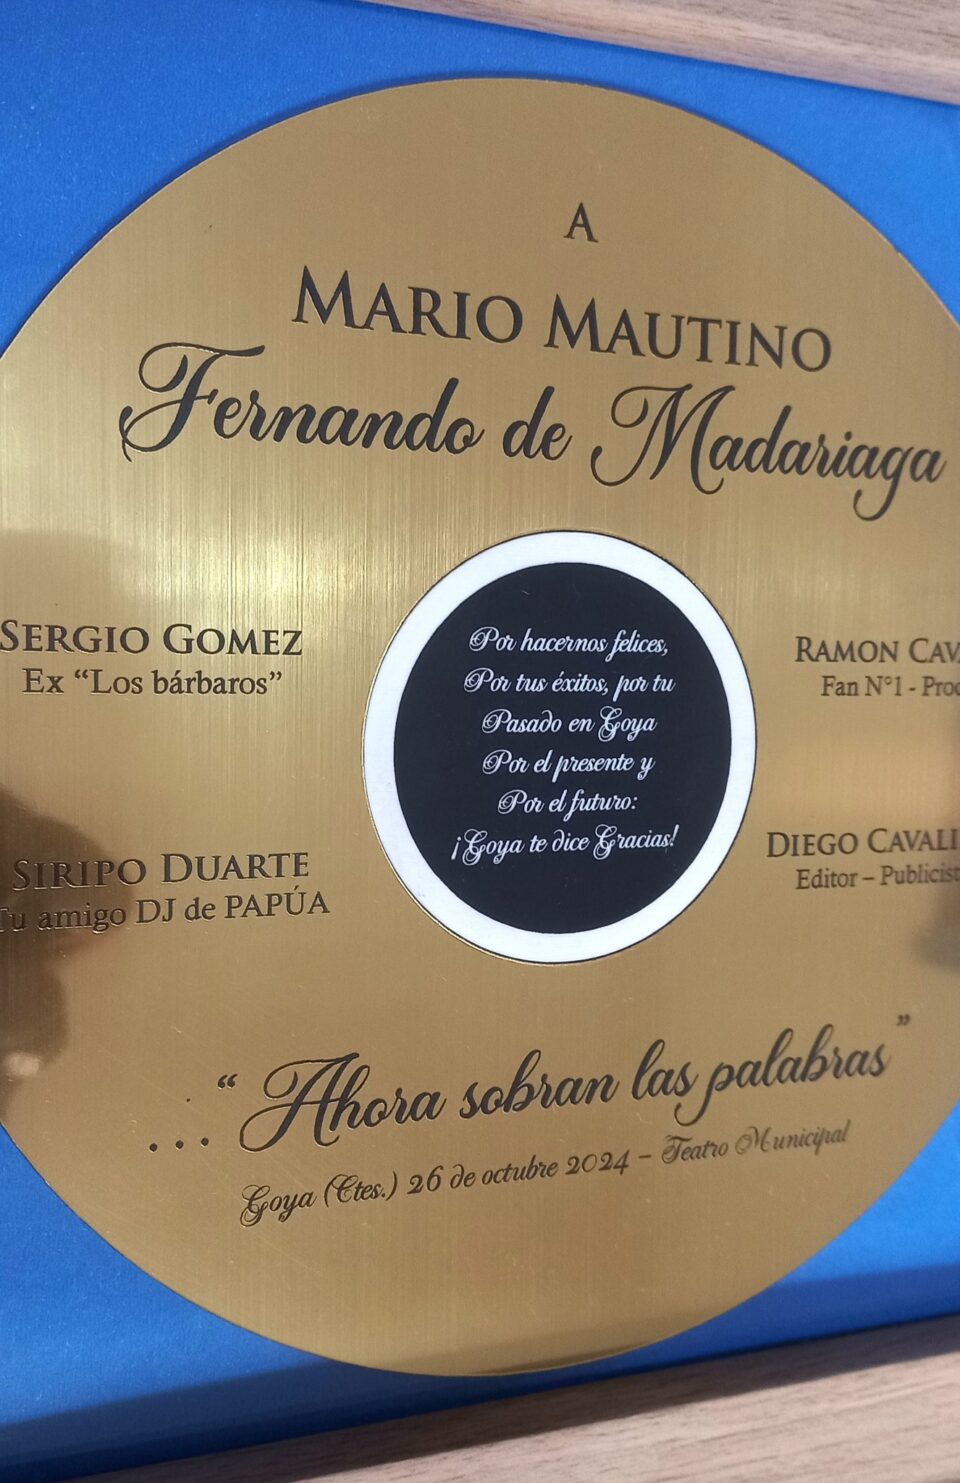 A
MARIO MAUTINO
Fernando de Madariaga
SERGIO GOMEZ
Ex “Los bárbaros”
RAMON
Fan N°1 -
Por hacernos felices,
Por tus éxitos, por tu
Pasado en Goya
Por el presente y
Por el futuro:
¡Goya te dice Gracias!
SIRIPO DUARTE
Tu amigo DJ de PAPÚA
DIEGO
Editor –
... “Ahora sobran las palabras”
Goya (Ctes.) 26 de octubre 2024 – Teatro Municipal